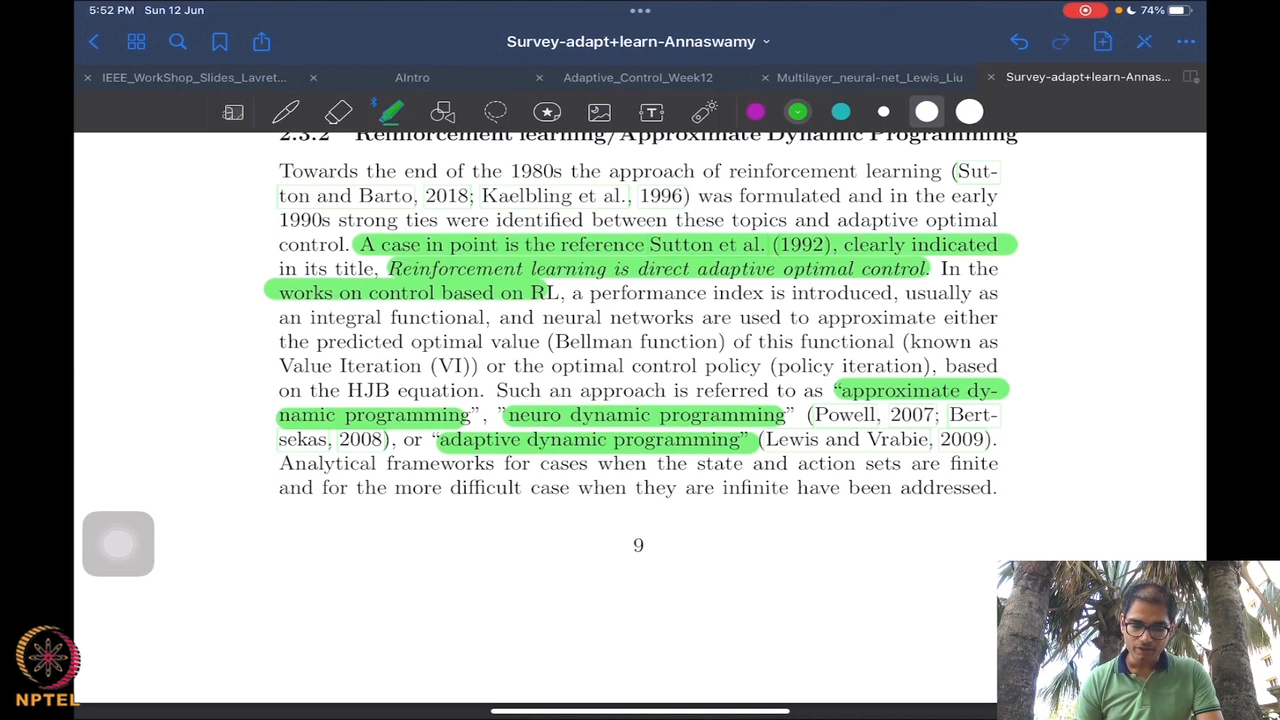 5:52 PM Sun 12 Jun
74%
Survey-adapt+learn-Annaswamy
IEEE_WorkShop_Slides_Lavret...
AIntro
Adaptive_Control_Week12
Multilayer_neural-net_Lewis_Liu
Survey-adapt+learn-Annas...
2.3.2 Reinforcement learning/Approximate Dynamic Programming
Towards the end of the 1980s the approach of reinforcement learning (Sut-
ton and Barto, 2018; Kaelbling et al., 1996) was formulated and in the early
1990s strong ties were identified between these topics and adaptive optimal
control. A case in point is the reference Sutton et al. (1992), clearly indicated
in its title, Reinforcement learning is direct adaptive optimal control. In the
works on control based on RL, a performance index is introduced, usually as
an integral functional, and neural networks are used to approximate either
the predicted optimal value (Bellman function) of this functional (known as
Value Iteration (VI)) or the optimal control policy (policy iteration), based
on the HJB equation. Such an approach is referred to as “approximate dy-
namic programming”, ”neuro dynamic programming” (Powell, 2007; Bert-
sekas, 2008), or “adaptive dynamic programming” (Lewis and Vrabie, 2009).
Analytical frameworks for cases when the state and action sets are finite
and for the more difficult case when they are infinite have been addressed.
9
NPTEL